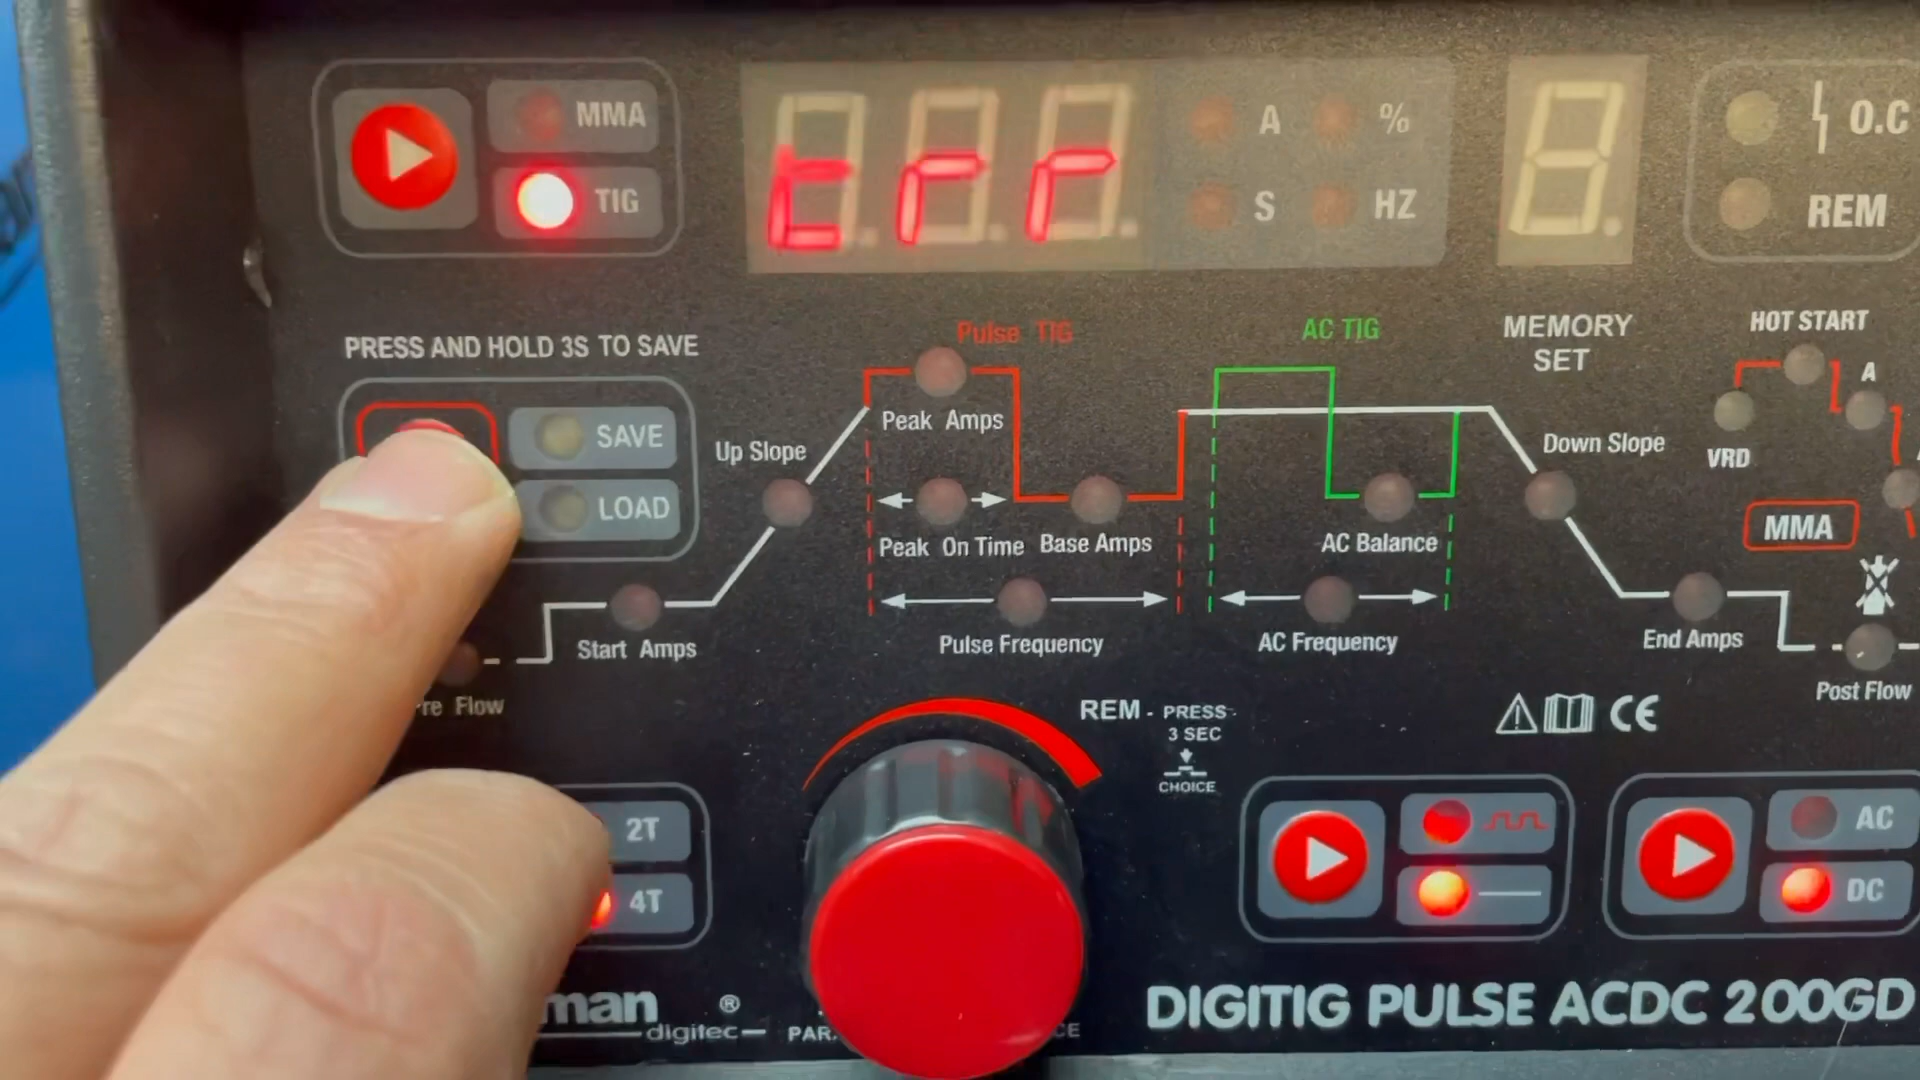 MMA
TIG
trr
A
%
S
HZ
O.C
REM
PRESS AND HOLD 3S TO SAVE
SAVE
LOAD
Pulse TIG
AC TIG
MEMORY
SET
HOT START
A
Peak Amps
Up Slope
Down Slope
VRD
Peak On Time
Base Amps
AC Balance
MMA
Start Amps
Pulse Frequency
AC Frequency
End Amps
Post Flow
re Flow
REM - PRESS
3 SEC
CHOICE
CE
2T
4T
AC
DC
man ®
digitec
PAR
CE
DIGITIG PULSE ACDC 200GD